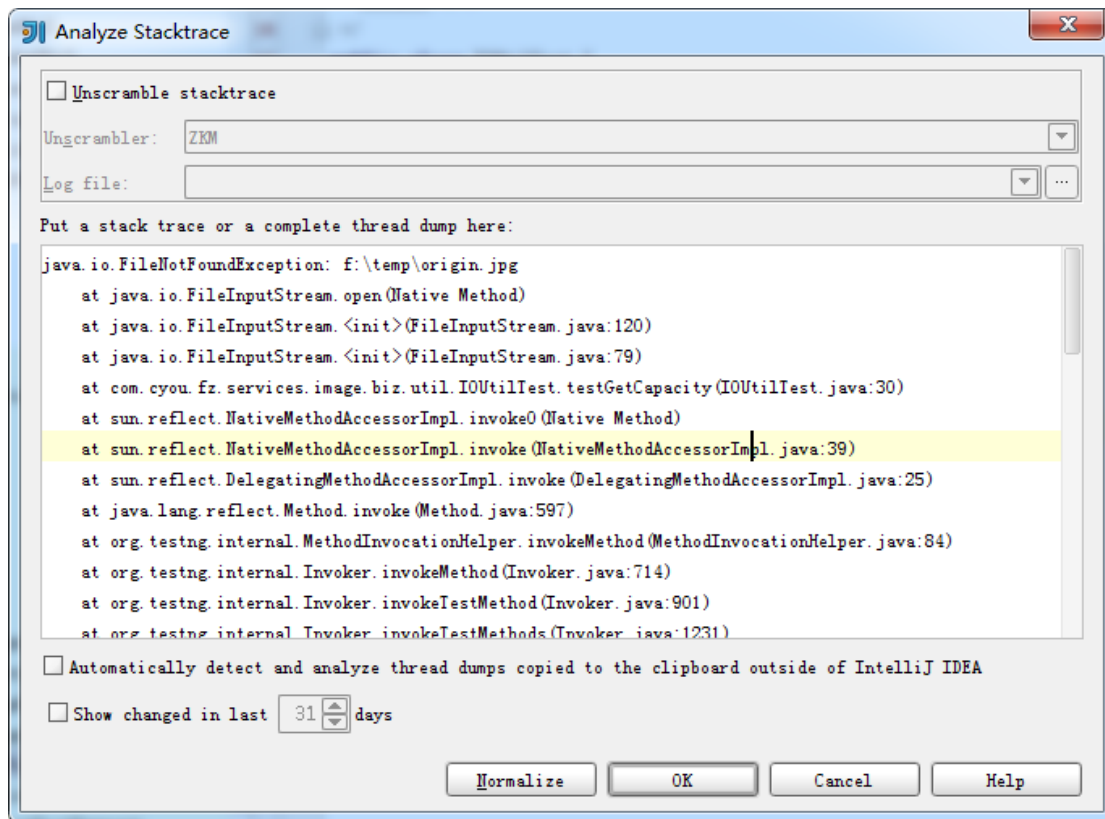 Analyze Stacktrace
Unscramble stacktrace
Unscrambler: ZKM
Log file: ...
Put a stack trace or a complete thread dump here:
java.io.FileNotFoundException: f:\temp\origin.jpg
at java.io.FileInputStream.open(Native Method)
at java.io.FileInputStream.<init>(FileInputStream.java:120)
at java.io.FileInputStream.<init>(FileInputStream.java:79)
at com.cyou.fz.services.image.biz.util.IOUtilTest.testGetCapacity(IOUtilTest.java:30)
at sun.reflect.NativeMethodAccessorImpl.invoke0(Native Method)
at sun.reflect.NativeMethodAccessorImpl.invoke(NativeMethodAccessorImpl.java:39)
at sun.reflect.DelegatingMethodAccessorImpl.invoke(DelegatingMethodAccessorImpl.java:25)
at java.lang.reflect.Method.invoke(Method.java:597)
at org.testng.internal.MethodInvocationHelper.invokeMethod(MethodInvocationHelper.java:84)
at org.testng.internal.Invoker.invokeMethod(Invoker.java:714)
at org.testng.internal.Invoker.invokeTestMethod(Invoker.java:901)
at org.testng.internal.Invoker.invokeTestMethods(Invoker.java:1231)
Automatically detect and analyze thread dumps copied to the clipboard outside of IntelliJ IDEA
Show changed in last 31 days
Normalize OK Cancel Help